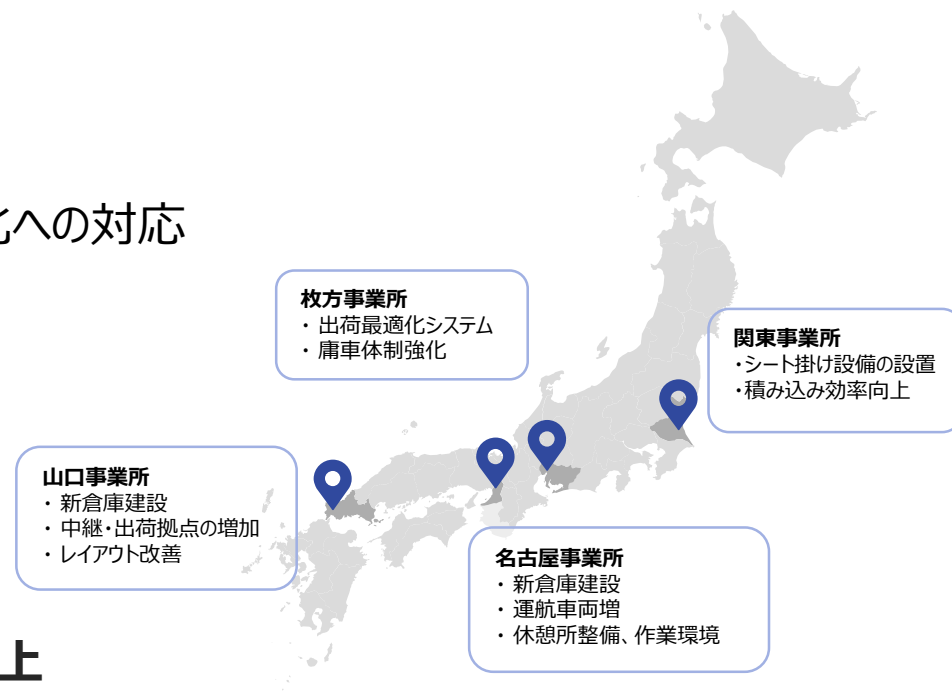 化への対応
枚方事業所
・ 出荷最適化システム
・ 庸車体制強化
関東事業所
・シート掛け設備の設置
・積み込み効率向上
山口事業所
・ 新倉庫建設
・ 中継・出荷拠点の増加
・ レイアウト改善
名古屋事業所
・ 新倉庫建設
・ 運航車両増
・ 休憩所整備、作業環境
上